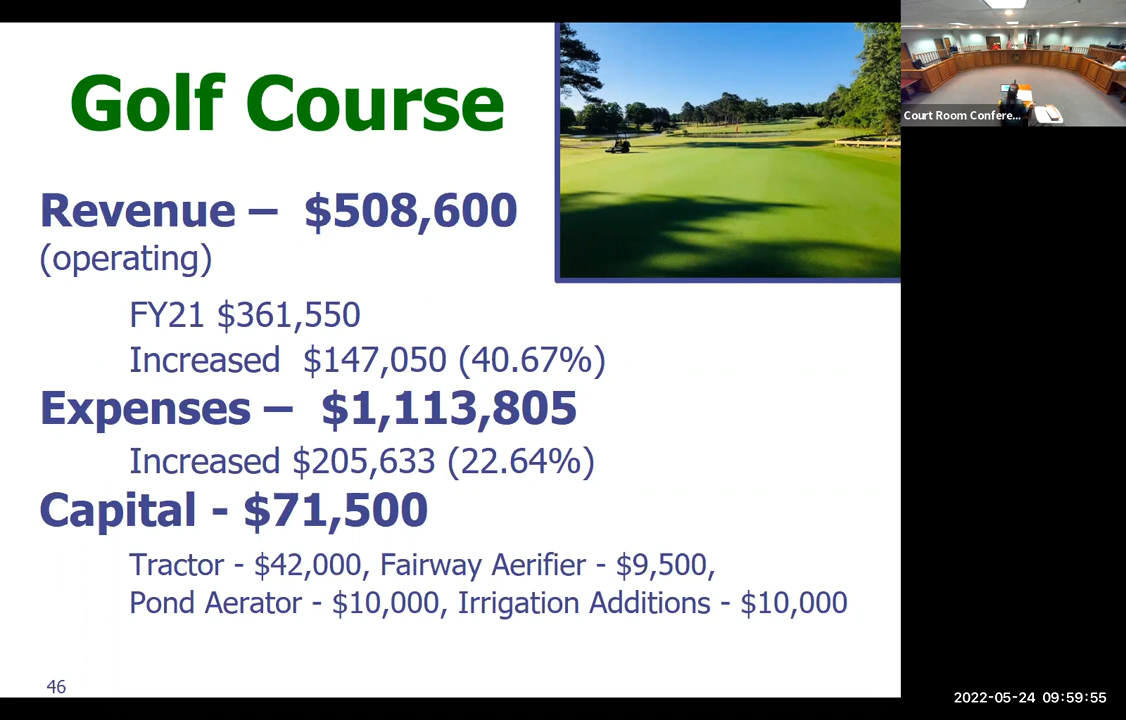 Golf Course
Revenue – $508,600
(operating)
FY21 $361,550
Increased $147,050 (40.67%)
Expenses – $1,113,805
Increased $205,633 (22.64%)
Capital - $71,500
Tractor - $42,000, Fairway Aerifier - $9,500,
Pond Aerator - $10,000, Irrigation Additions - $10,000
46
Court Room Confere...
2022-05-24 09:59:55